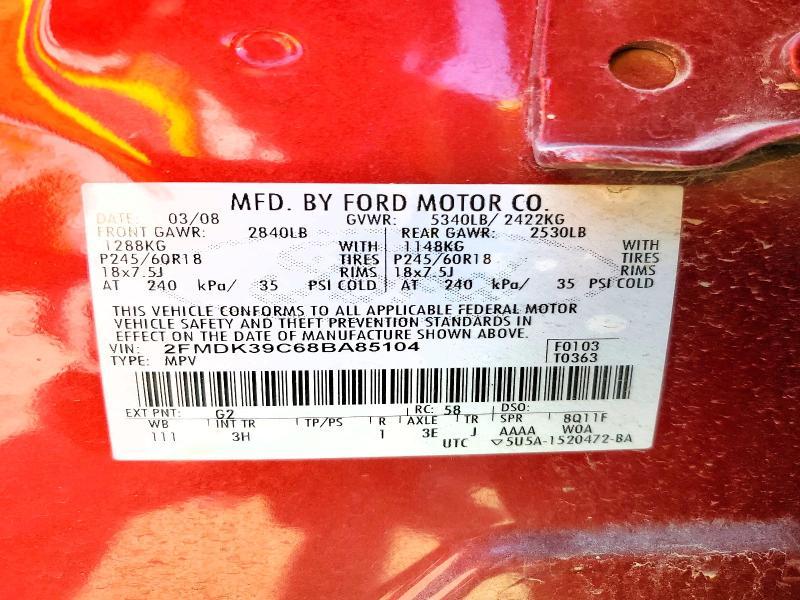 MFD. BY FORD MOTOR CO.
DATE: 03/08 GVWR: 5340LB/ 2422KG
FRONT GAWR: 2840LB REAR GAWR: 2530LB
1288KG WITH 1148KG WITH
P245/60R18 TIRES P245/60R18 TIRES
18x7.5J RIMS 18x7.5J RIMS
AT 240 kPa/ 35 PSI COLD AT 240 kPa/ 35 PSI COLD
THIS VEHICLE CONFORMS TO ALL APPLICABLE FEDERAL MOTOR
VEHICLE SAFETY AND THEFT PREVENTION STANDARDS IN
EFFECT ON THE DATE OF MANUFACTURE SHOWN ABOVE.
VIN: 2FMDK39C68BA85104 F0103
TYPE: MPV T0363
EXT PNT: G2 RC: 58 DSO:
WB INT TR TP/PS R AXLE TR SPR 8Q11F
111 3H 1 3E J AAAA W0A
UTC 5U5A-1520472-BA